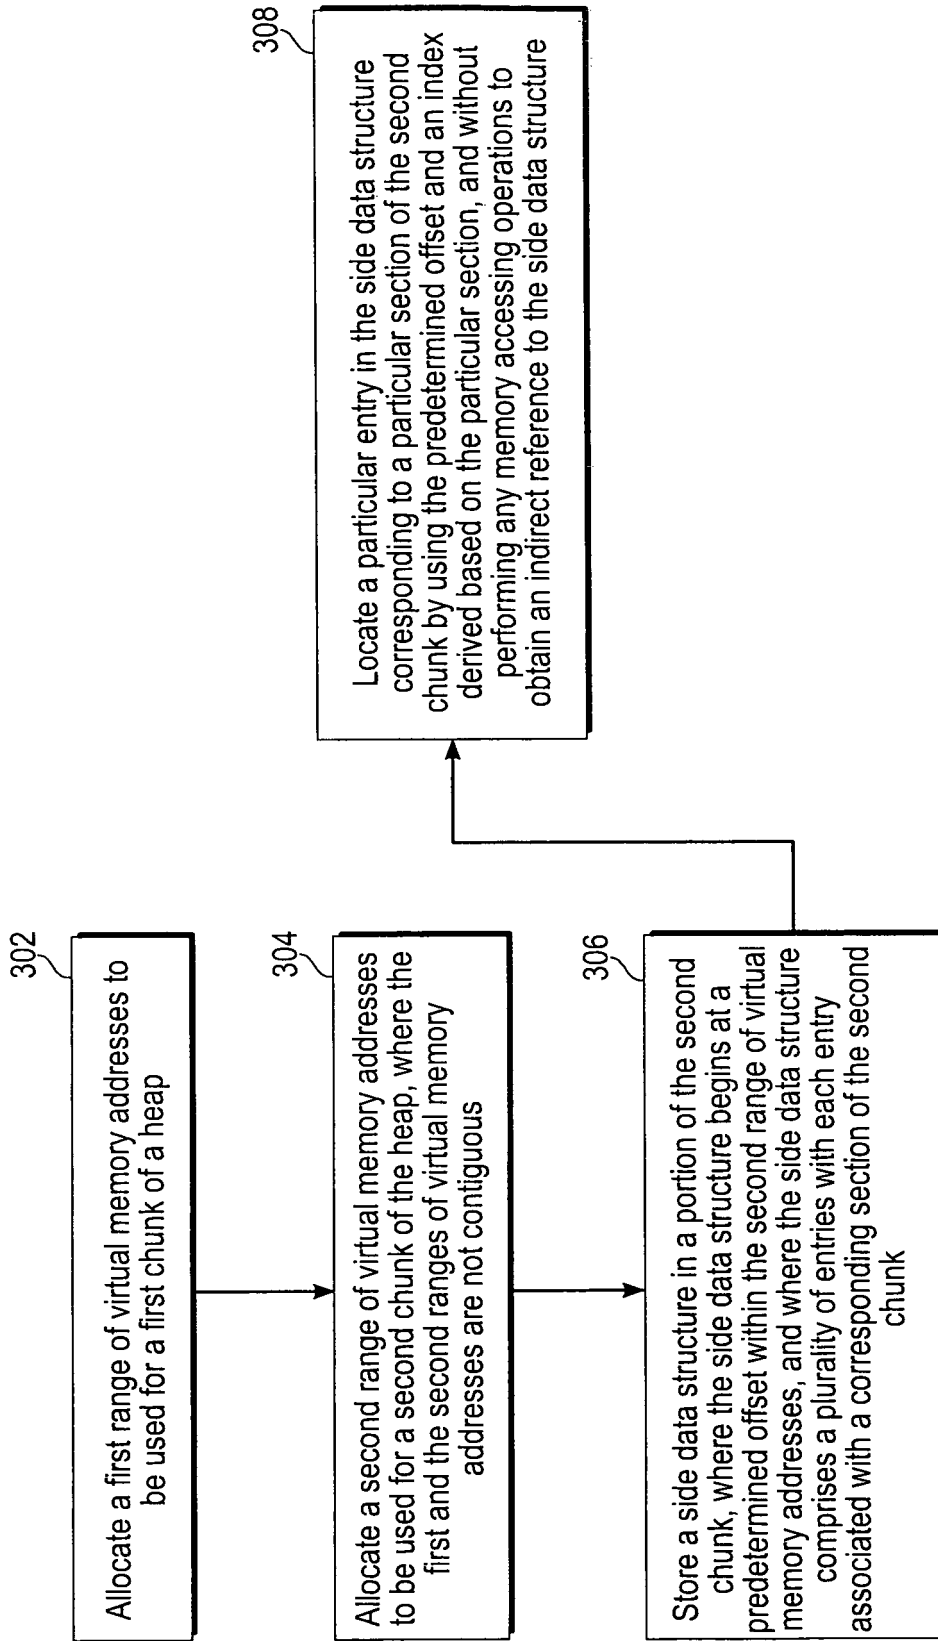 302
Allocate a first range of virtual memory addresses to
be used for a first chunk of a heap
304
Allocate a second range of virtual memory addresses
to be used for a second chunk of the heap, where the
first and the second ranges of virtual memory
addresses are not contiguous
306
Store a side data structure in a portion of the second
chunk, where the side data structure begins at a
predetermined offset within the second range of virtual
memory addresses, and where the side data structure
comprises a plurality of entries with each entry
associated with a corresponding section of the second
chunk
308
Locate a particular entry in the side data structure
corresponding to a particular section of the second
chunk by using the predetermined offset and an index
derived based on the particular section, and without
performing any memory accessing operations to
obtain an indirect reference to the side data structure